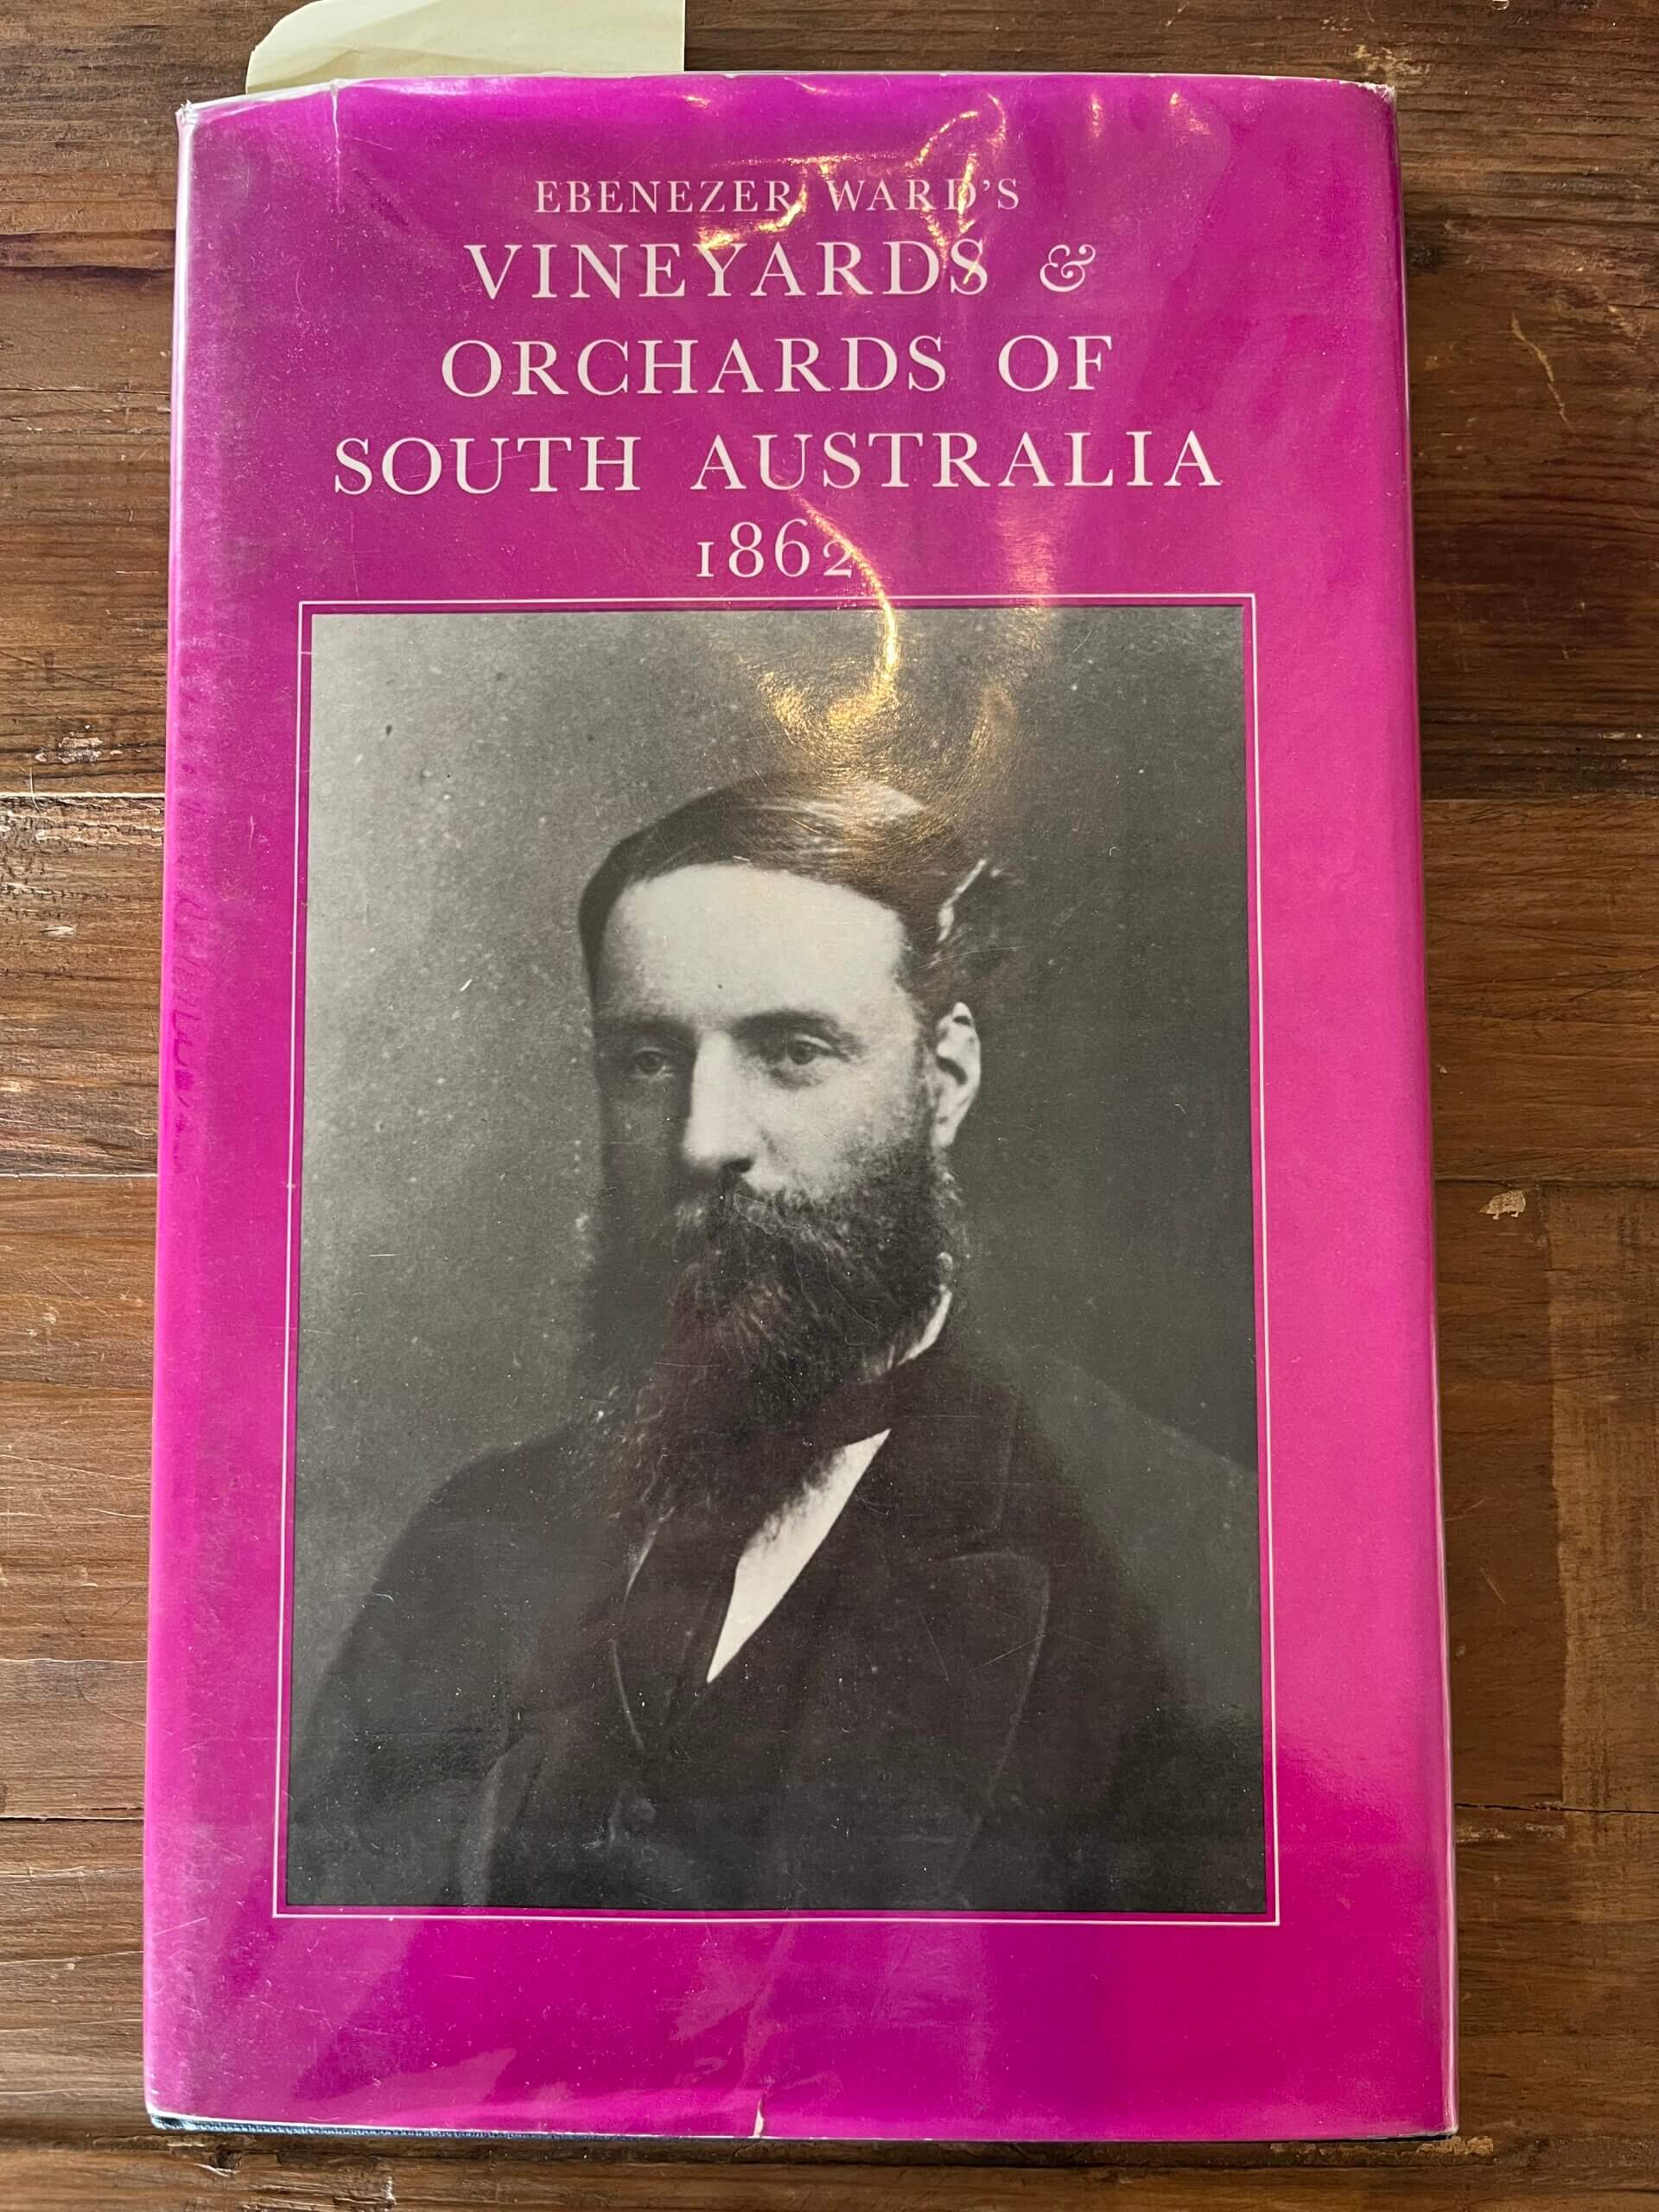 EBENEZER WARD'S
VINEYARDS &
ORCHARDS OF
SOUTH AUSTRALIA
1862